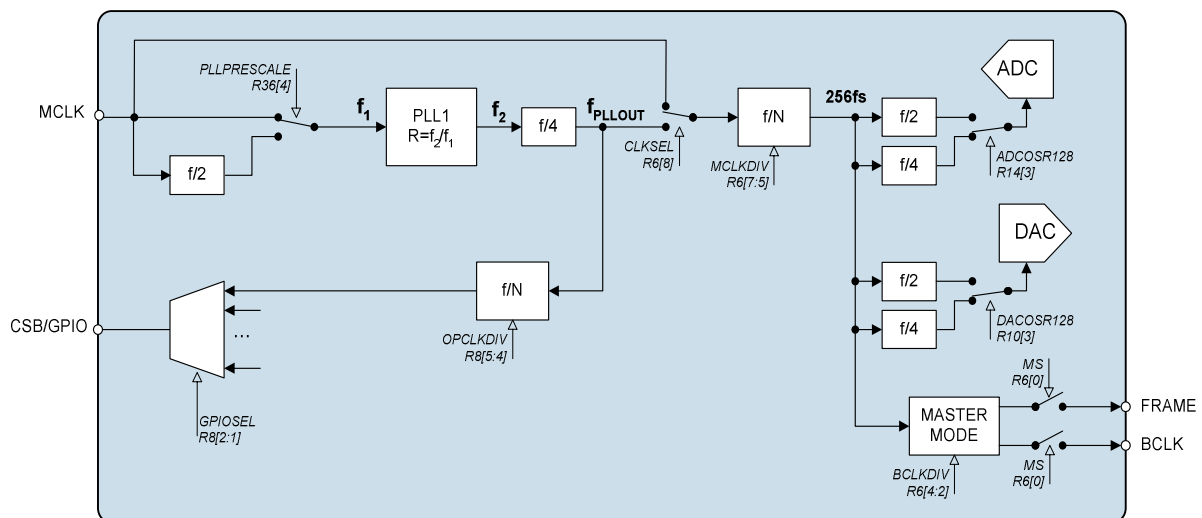 PLLPRESCALE
R36[4]
MCLK
f/2
f1
PLL1
R=f2/f1
f2
f/4
fPLLOUT
CLKSEL
R6[8]
f/N
MCLKDIV
R6[7:5]
256fs
f/2
f/4
ADC
ADCOSR128
R14[3]
DAC
f/2
f/4
DACOSR128
R10[3]
f/N
OPCLKDIV
R8[5:4]
CSB/GPIO
...
GPIOSEL
R8[2:1]
MASTER
MODE
BCLKDIV
R6[4:2]
MS
R6[0]
FRAME
BCLK
MS
R6[0]